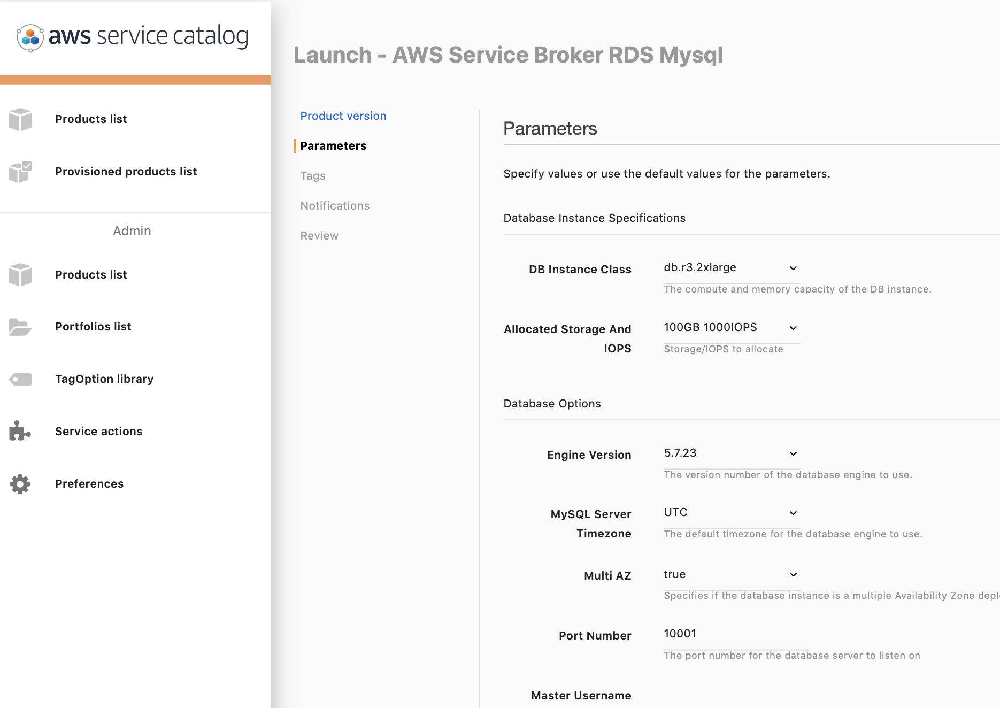 aws service catalog
Products list
Provisioned products list
Admin
Products list
Portfolios list
TagOption library
Service actions
Preferences
Launch - AWS Service Broker RDS Mysql
Product version
Parameters
Tags
Notifications
Review
Parameters
Specify values or use the default values for the parameters.
Database Instance Specifications
DB Instance Class
db.r3.2xlarge
The compute and memory capacity of the DB instance.
Allocated Storage And
IOPS
100GB 1000IOPS
Storage/IOPS to allocate
Database Options
Engine Version
5.7.23
The version number of the database engine to use.
MySQL Server
Timezone
UTC
The default timezone for the database engine to use.
Multi AZ
true
Specifies if the database instance is a multiple Availability Zone depl
Port Number
10001
The port number for the database server to listen on
Master Username